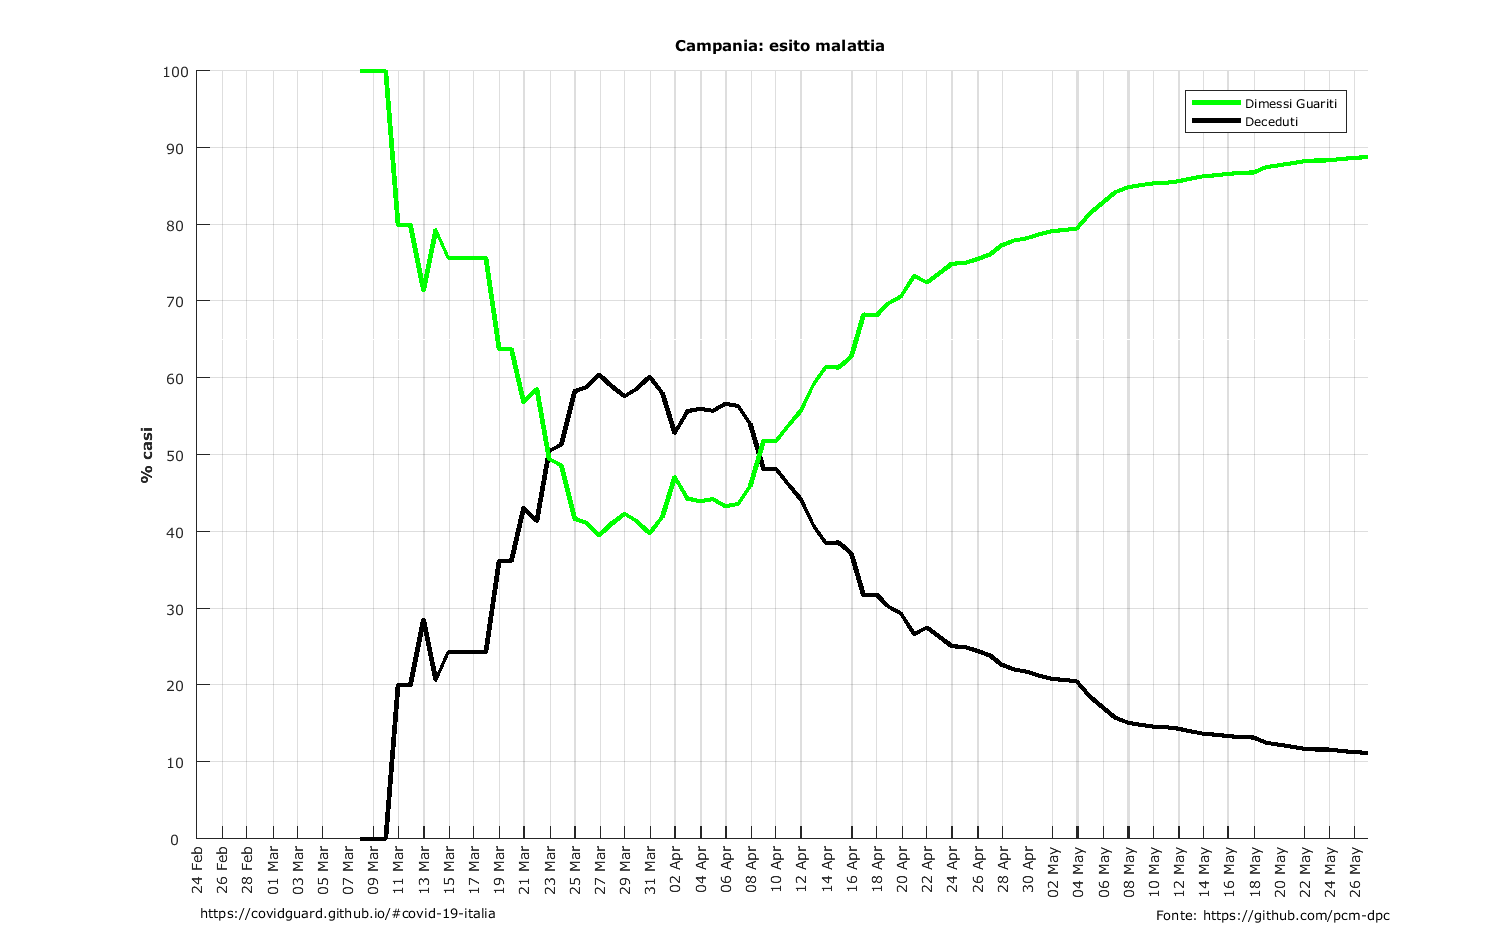 Campania: esito malattia
Dimessi Guariti
Deceduti
% casi
100
90
80
70
60
50
40
30
20
10
0
24 Feb
26 Feb
28 Feb
01 Mar
03 Mar
05 Mar
07 Mar
09 Mar
11 Mar
13 Mar
15 Mar
17 Mar
19 Mar
21 Mar
23 Mar
25 Mar
27 Mar
29 Mar
31 Mar
02 Apr
04 Apr
06 Apr
08 Apr
10 Apr
12 Apr
14 Apr
16 Apr
18 Apr
20 Apr
22 Apr
24 Apr
26 Apr
28 Apr
30 Apr
02 May
04 May
06 May
08 May
10 May
12 May
14 May
16 May
18 May
20 May
22 May
24 May
26 May
https://covidguard.github.io/#covid-19-italia
Fonte: https://github.com/pcm-dpc